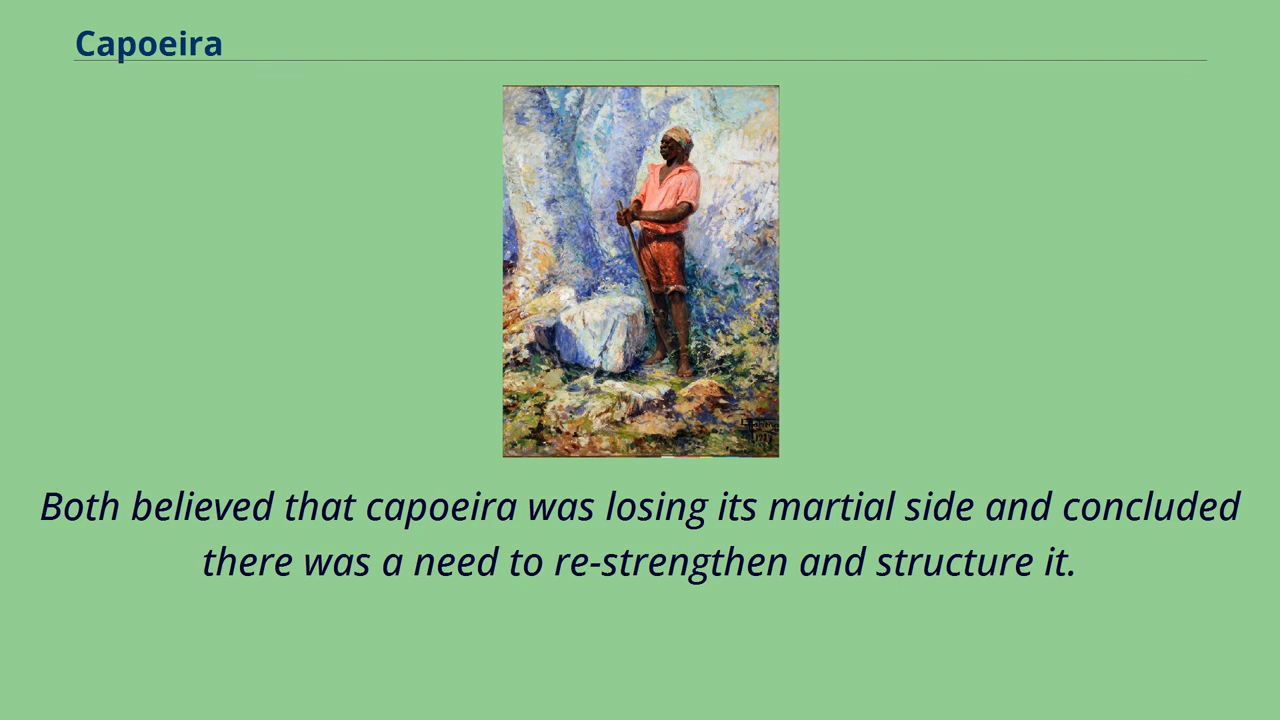 Capoeira
Both believed that capoeira was losing its martial side and concluded
there was a need to re-strengthen and structure it.